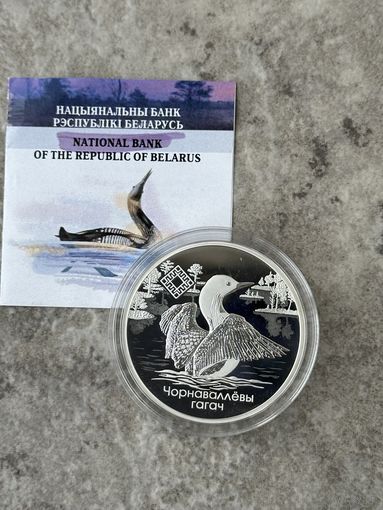 НАЦЫЯНАЛЬНЫ БАНК
РЭСПУБЛІКІ БЕЛАРУСЬ
NATIONAL BANK
OF THE REPUBLIC OF BELARUS
Чорнаваллёвы
гагач